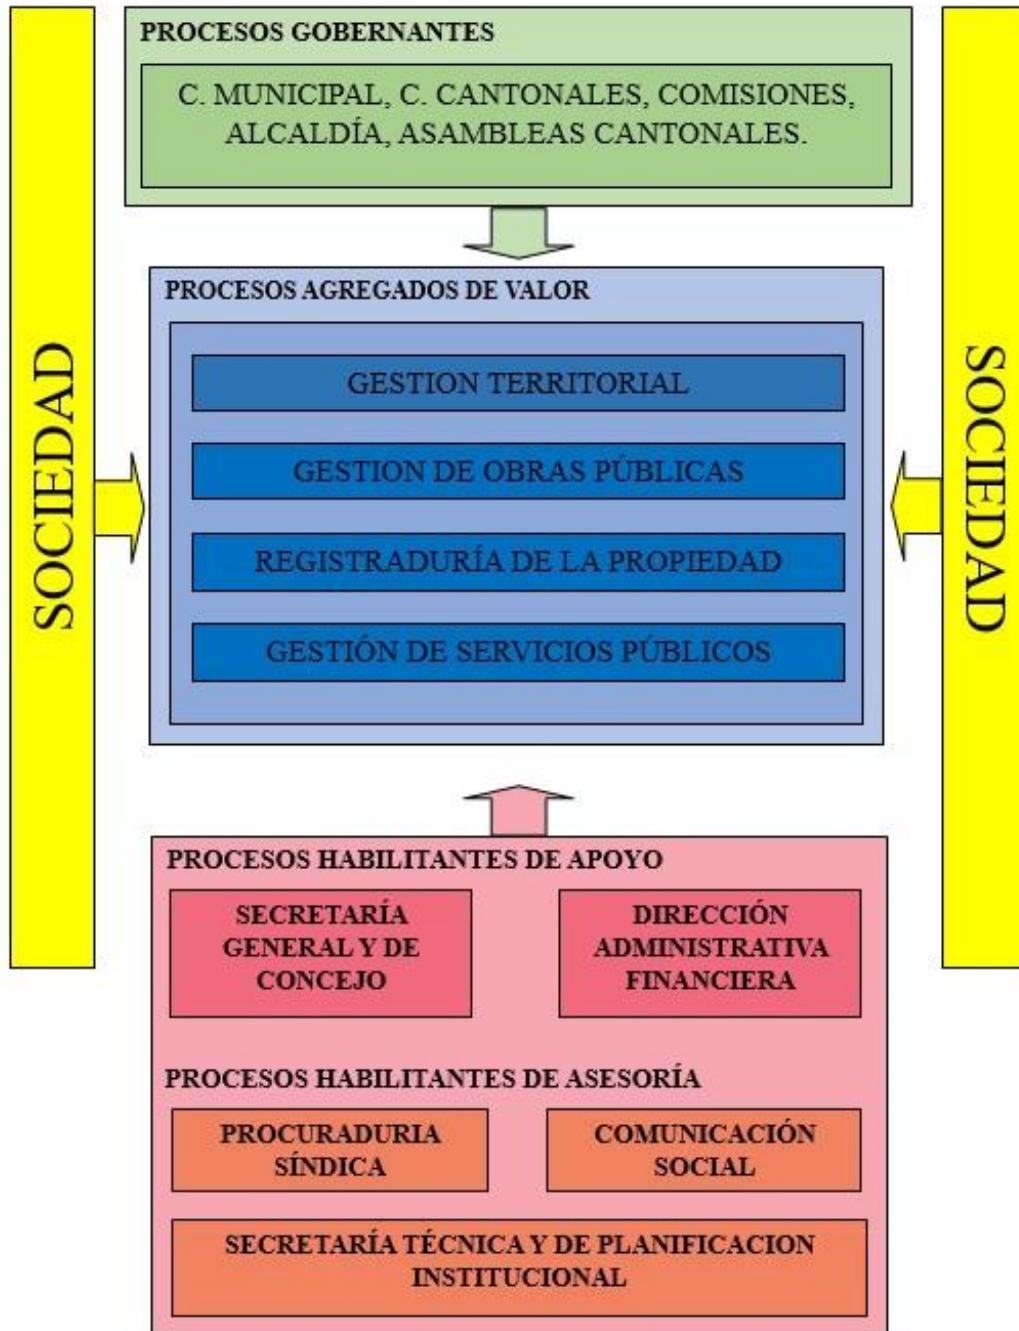 SOCIEDAD
PROCESOS GOBERNANTES
C. MUNICIPAL, C. CANTONALES, COMISIONES,
ALCALDÍA, ASAMBLEAS CANTONALES.
PROCESOS AGREGADOS DE VALOR
GESTION TERRITORIAL
GESTION DE OBRAS PÚBLICAS
REGISTRADURÍA DE LA PROPIEDAD
GESTIÓN DE SERVICIOS PÚBLICOS
SOCIEDAD
PROCESOS HABILITANTES DE APOYO
SECRETARÍA
GENERAL Y DE
CONCEJO
DIRECCIÓN
ADMINISTRATIVA
FINANCIERA
PROCESOS HABILITANTES DE ASESORÍA
PROCURADURIA
SÍNDICA
COMUNICACIÓN
SOCIAL
SECRETARÍA TÉCNICA Y DE PLANIFICACION
INSTITUCIONAL